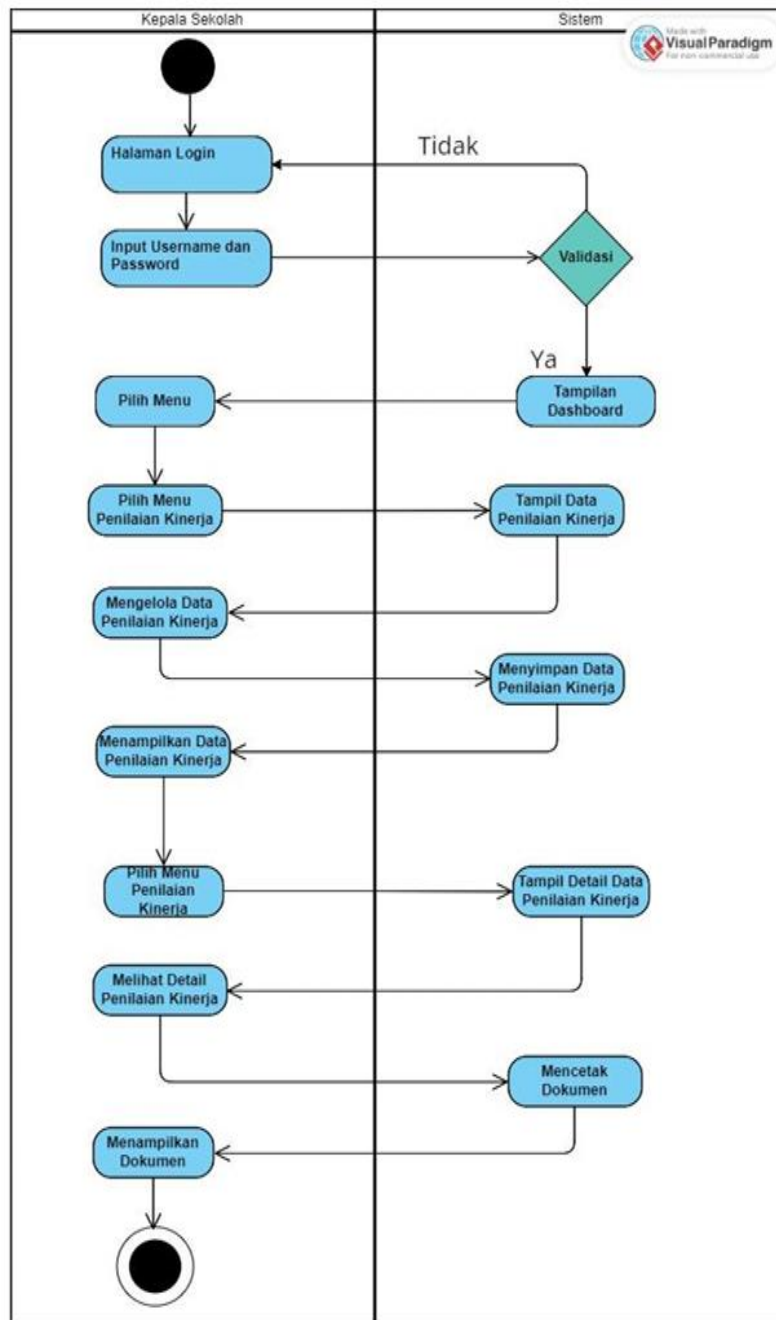 Kepala Sekolah
Sistem
Made with
Visual Paradigm
For non-commercial use
Halaman Login
Tidak
Input Username dan
Password
Validasi
Ya
Pilih Menu
Tampilan
Dashboard
Pilih Menu
Penilaian Kinerja
Tampil Data
Penilaian Kinerja
Mengelola Data
Penilaian Kinerja
Menyimpan Data
Penilaian Kinerja
Menampilkan Data
Penilaian Kinerja
Pilih Menu
Penilaian
Kinerja
Tampil Detail Data
Penilaian Kinerja
Melihat Detail
Penilaian Kinerja
Mencetak
Dokumen
Menampilkan
Dokumen